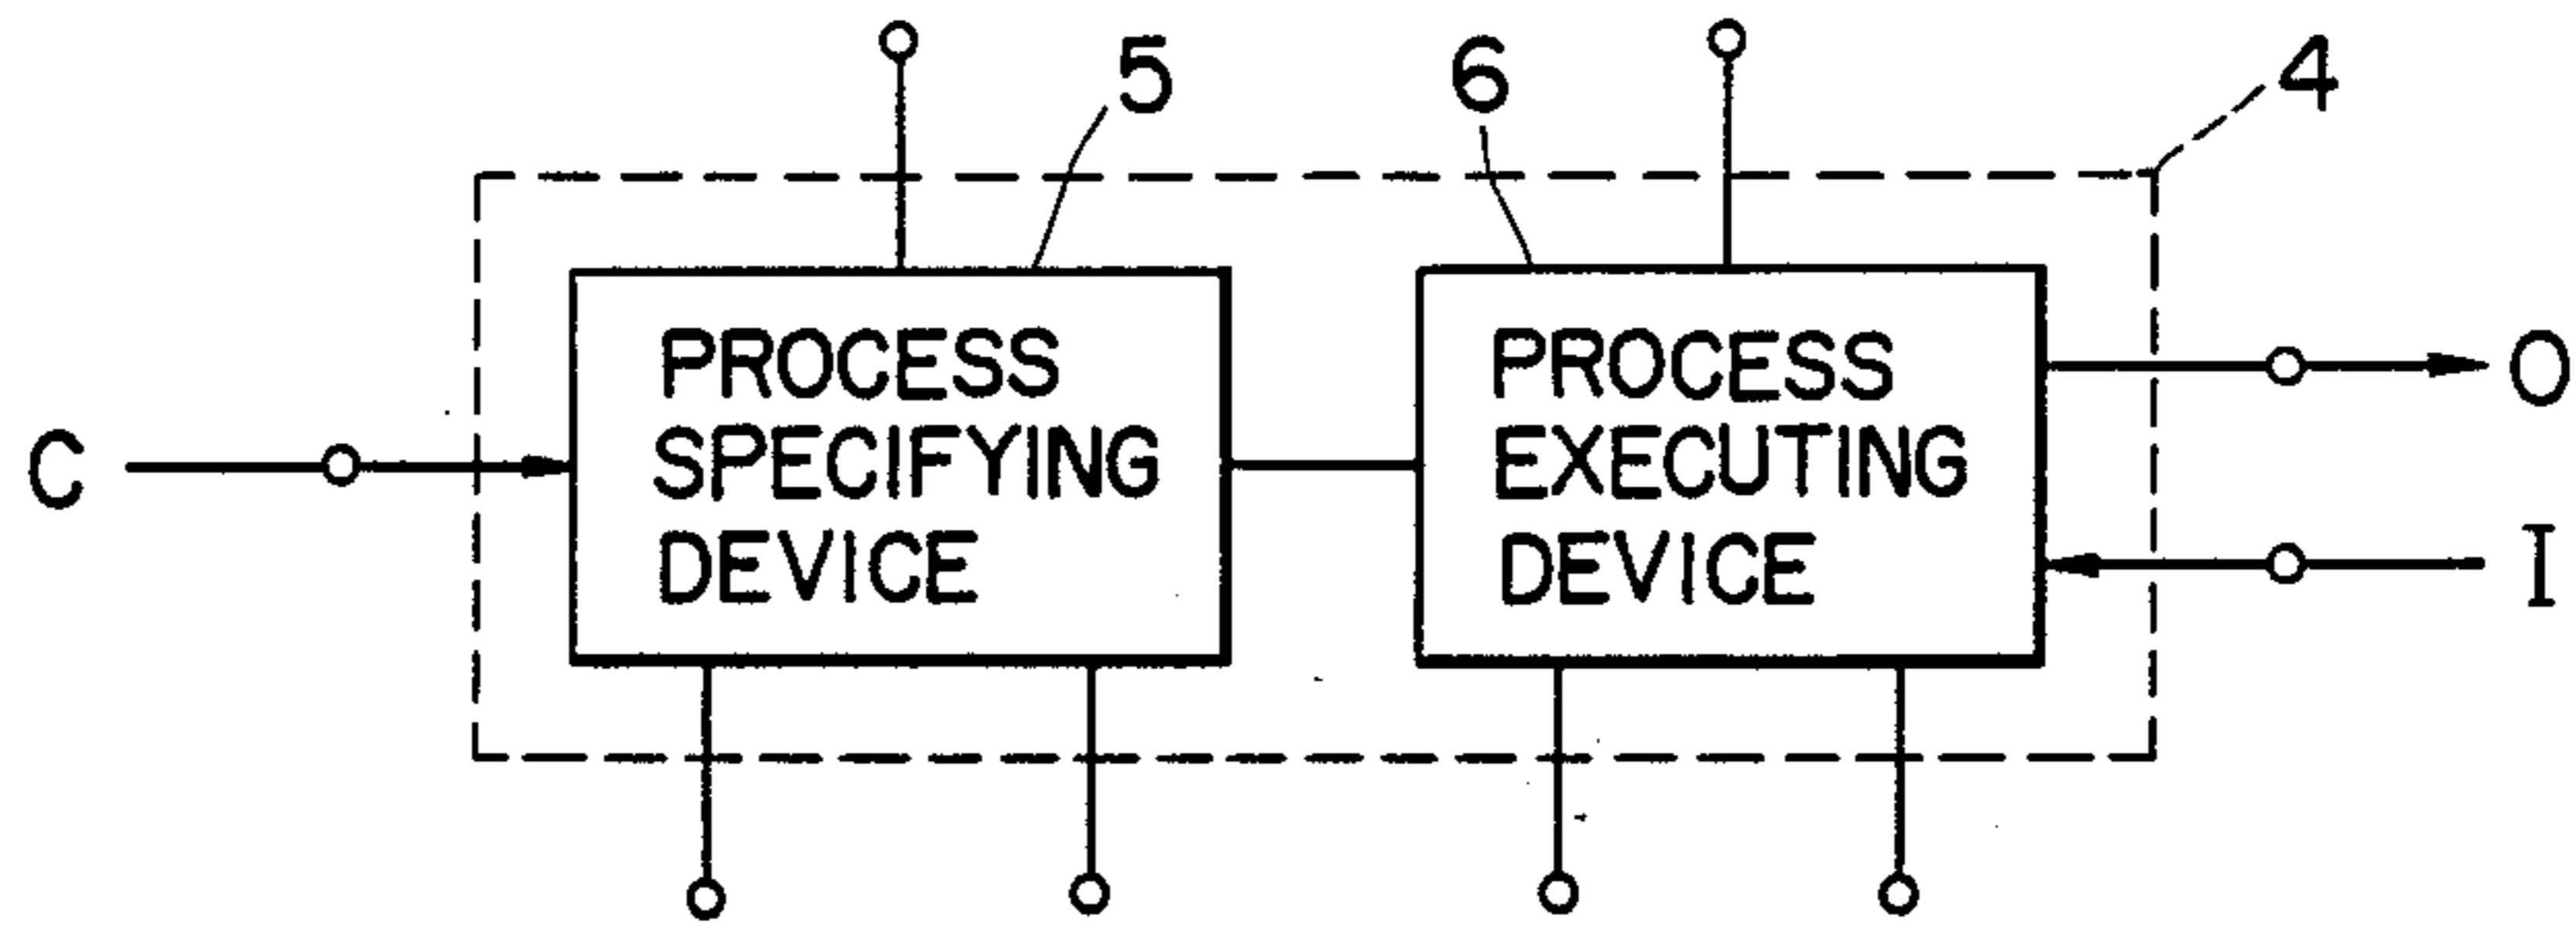 5
6
4
C
PROCESS
SPECIFYING
DEVICE
PROCESS
EXECUTING
DEVICE
O
I